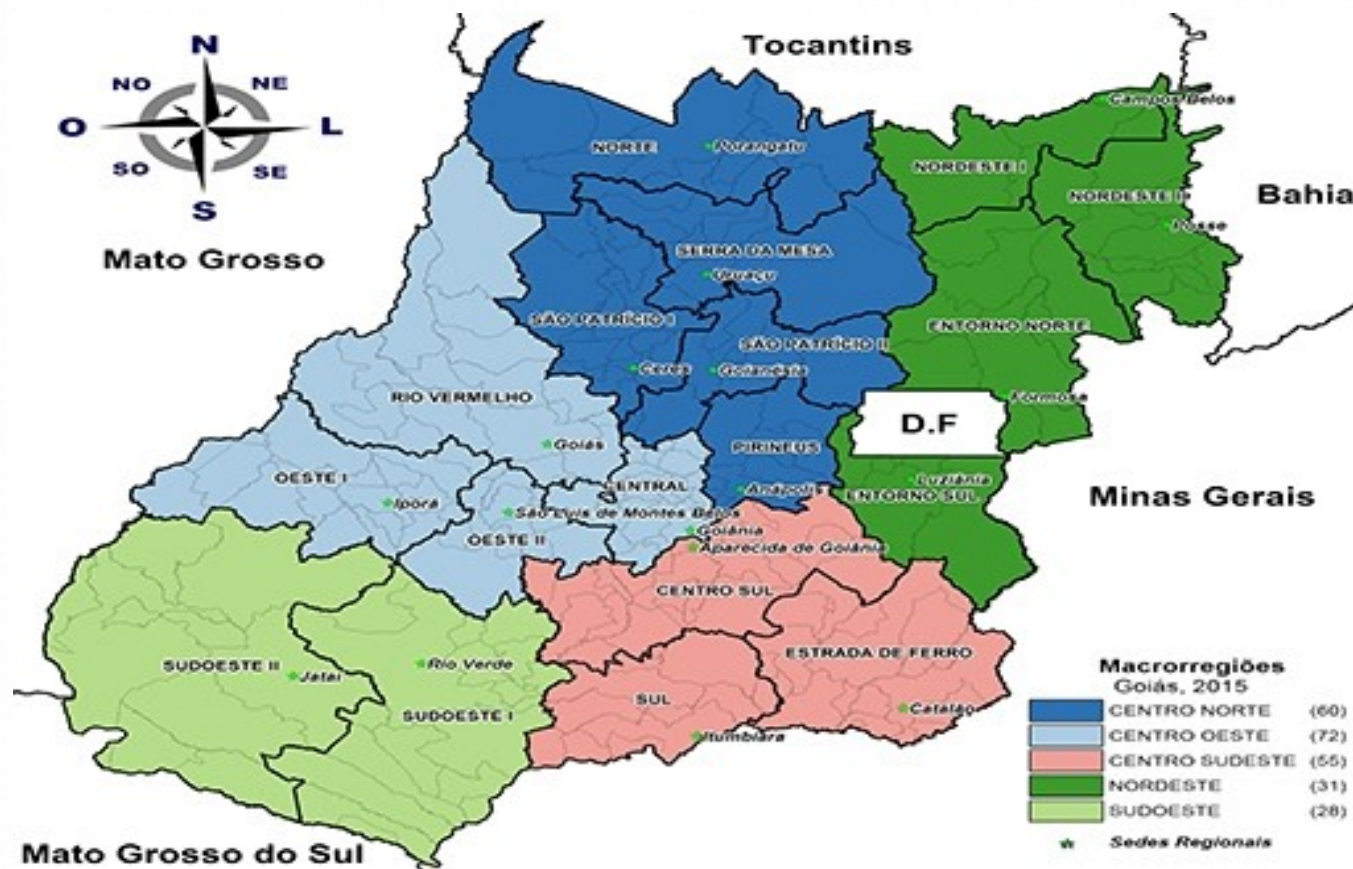 Tocantins
N
NO
NE
O
L
SO
SE
S
Mato Grosso
Bahia
Campos Belos
NORTE
Porangatu
NORDESTE I
NORDESTE II
Posse
SERRA DA MESA
Uruaçu
SÃO PATRÍCIO I
SÃO PATRÍCIO II
ENTORNO NORTE
Ceres
Goianésia
RIO VERMELHO
Formosa
D.F
Goiás
PIRINEUS
OESTE I
CENTRAL
Anápolis
Luziânia
ENTORNO SUL
Minas Gerais
Iporá
São Luis de Montes Belos
OESTE II
Goiânia
Aparecida de Goiânia
CENTRO SUL
ESTRADA DE FERRO
SUDOESTE II
Jataí
Rio Verde
SUL
SUDOESTE I
Catalão
Itumbiara
Macrorregiões
Goiás, 2015
CENTRO NORTE (60)
CENTRO OESTE (72)
CENTRO SUDESTE (55)
NORDESTE (31)
SUDOESTE (28)
Sedes Regionais
Mato Grosso do Sul